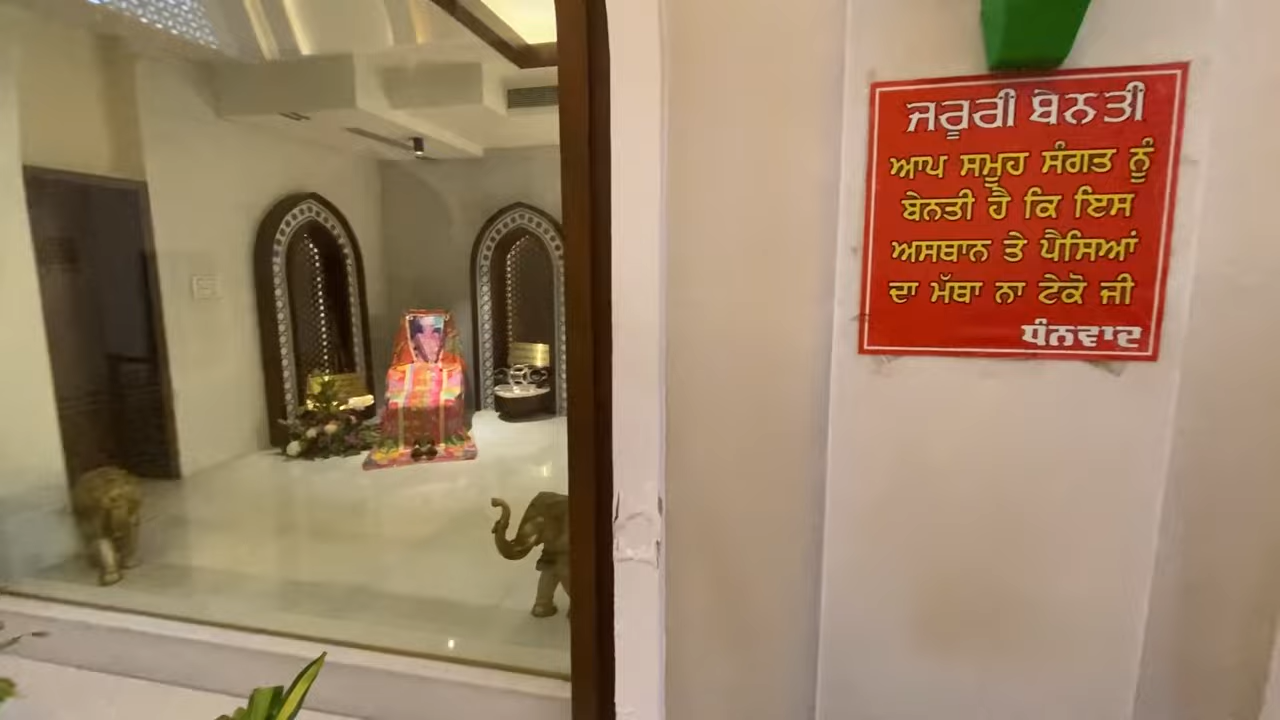 ਜਰੂਰੀ ਬੇਨਤੀ
ਆਪ ਸਮੂਹ ਸੰਗਤ ਨੂੰ
ਬੇਨਤੀ ਹੈ ਕਿ ਇਸ
ਅਸਥਾਨ ਤੇ ਪੈਸਿਆਂ
ਦਾ ਮੱਥਾ ਨਾ ਟੇਕੋ ਜੀ
ਧੰਨਵਾਦ